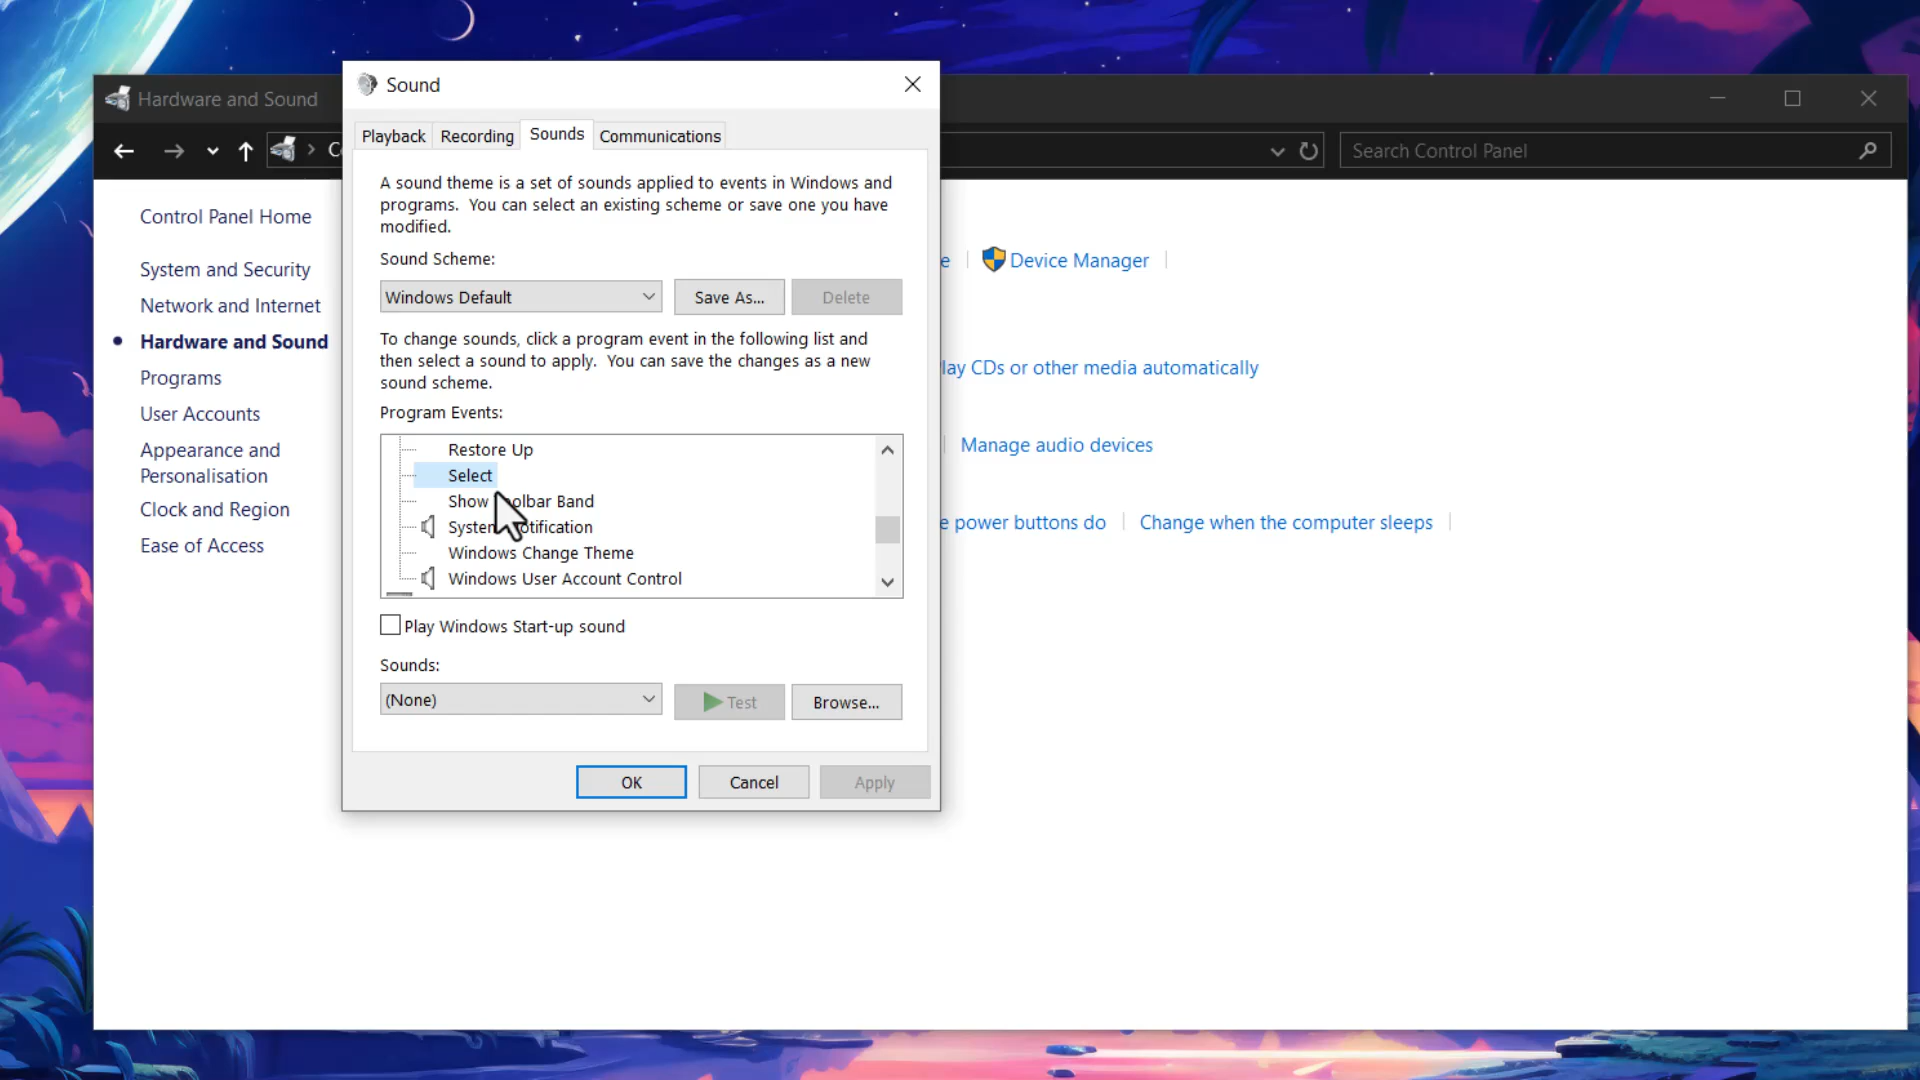 Hardware and Sound
Sound
Playback
Recording
Sounds
Communications
Search Control Panel
Control Panel Home
System and Security
Network and Internet
Hardware and Sound
Programs
User Accounts
Appearance and
Personalisation
Clock and Region
Ease of Access
A sound theme is a set of sounds applied to events in Windows and
programs. You can select an existing scheme or save one you have
modified.
Sound Scheme:
Windows Default
Save As...
Delete
To change sounds, click a program event in the following list and
then select a sound to apply. You can save the changes as a new
sound scheme.
Program Events:
Restore Up
Select
Show Toolbar Band
System Notification
Windows Change Theme
Windows User Account Control
Play Windows Start-up sound
Sounds:
(None)
Test
Browse...
OK
Cancel
Apply
Device Manager
lay CDs or other media automatically
Manage audio devices
e power buttons do
Change when the computer sleeps